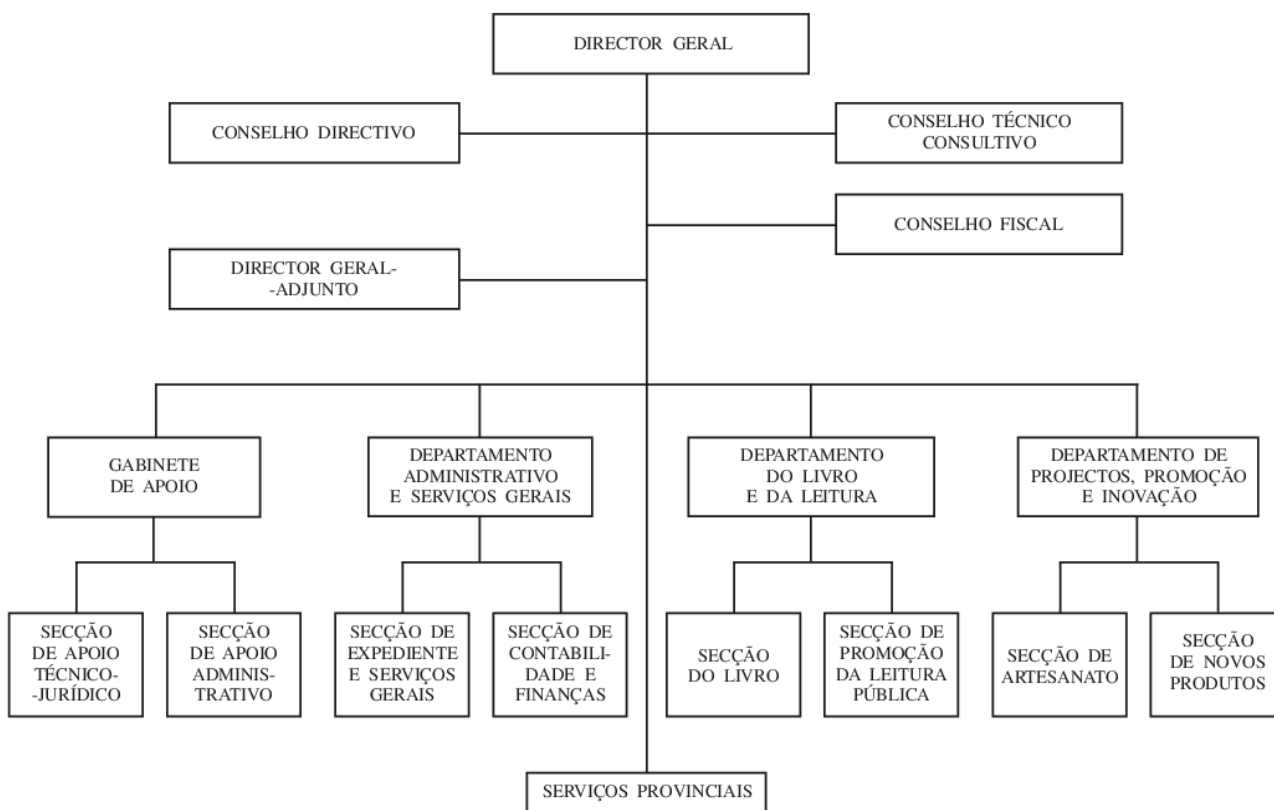 DIRECTOR GERAL
CONSELHO DIRECTIVO
CONSELHO TÉCNICO
CONSULTIVO
CONSELHO FISCAL
DIRECTOR GERAL-
-ADJUNTO
GABINETE
DE APOIO
DEPARTAMENTO
ADMINISTRATIVO
E SERVIÇOS GERAIS
DEPARTAMENTO
DO LIVRO
E DA LEITURA
DEPARTAMENTO DE
PROJECTOS, PROMOÇÃO
E INOVAÇÃO
SECÇÃO
DE APOIO
TÉCNICO-
-JURÍDICO
SECÇÃO
DE APOIO
ADMINIS-
TRATIVO
SECÇÃO DE
EXPEDIENTE
E SERVIÇOS
GERAIS
SECÇÃO DE
CONTABILI-
DADE E
FINANÇAS
SECÇÃO
DO LIVRO
SECÇÃO DE
PROMOÇÃO
DA LEITURA
PÚBLICA
SECÇÃO DE
ARTESANATO
SECÇÃO
DE NOVOS
PRODUTOS
SERVIÇOS PROVINCIAIS